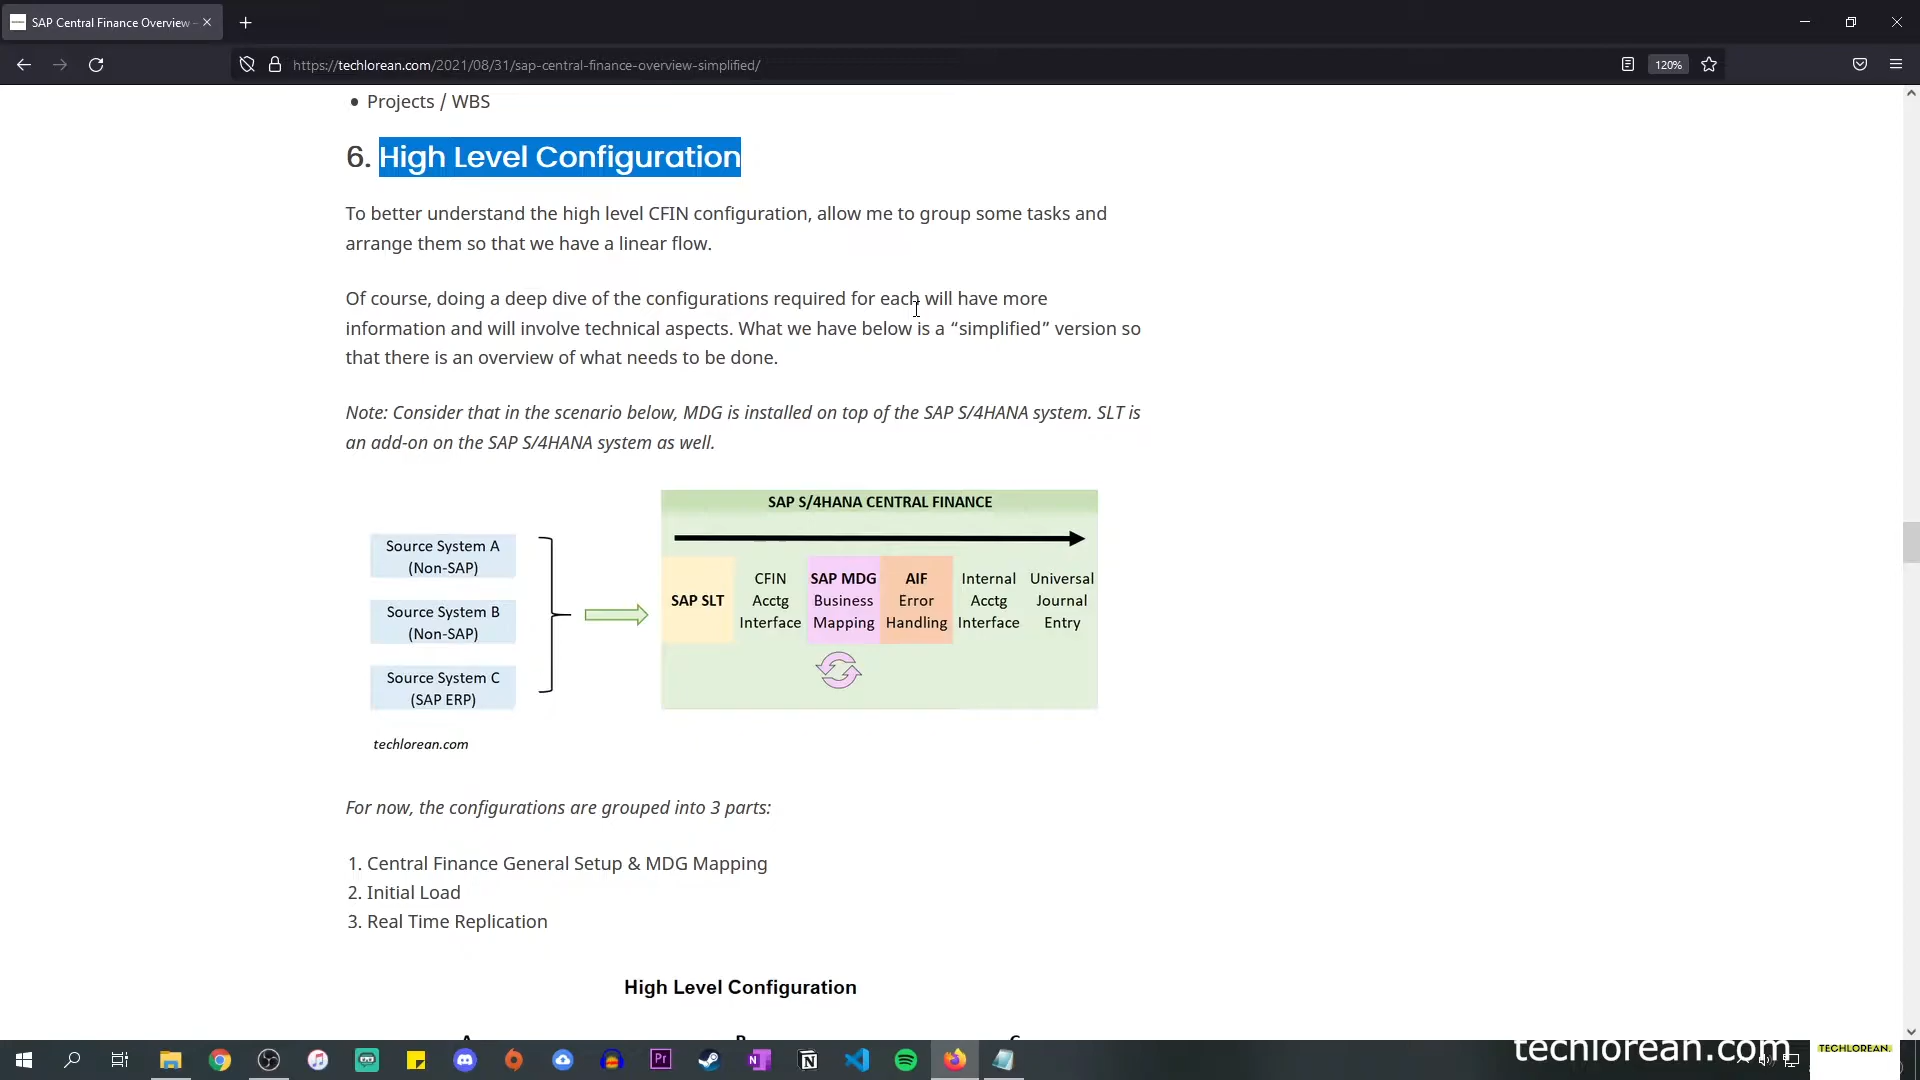 SAP Central Finance Overview
https://techlorean.com/2021/08/31/sap-central-finance-overview-simplified/
120%
• Projects / WBS
6. High Level Configuration
To better understand the high level CFIN configuration, allow me to group some tasks and
arrange them so that we have a linear flow.
Of course, doing a deep dive of the configurations required for each will have more
information and will involve technical aspects. What we have below is a “simplified” version so
that there is an overview of what needs to be done.
Note: Consider that in the scenario below, MDG is installed on top of the SAP S/4HANA system. SLT is
an add-on on the SAP S/4HANA system as well.
SAP S/4HANA CENTRAL FINANCE
Source System A
(Non-SAP)
Source System B
(Non-SAP)
Source System C
(SAP ERP)
SAP SLT
CFIN
Acctg
Interface
SAP MDG
Business
Mapping
AIF
Error
Handling
Internal
Acctg
Interface
Universal
Journal
Entry
techlorean.com
For now, the configurations are grouped into 3 parts:
1. Central Finance General Setup & MDG Mapping
2. Initial Load
3. Real Time Replication
High Level Configuration
Pr
N
N
techlorean.com
TECHLOREAN.